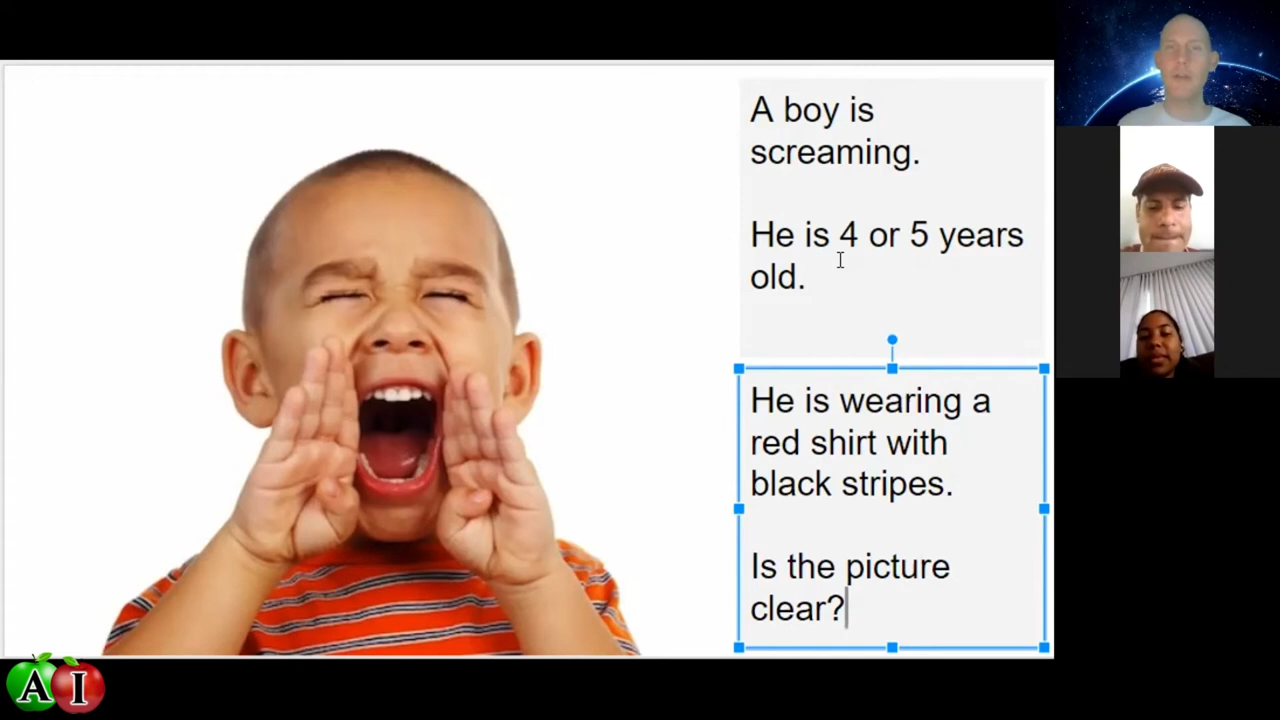 A boy is
screaming.
He is 4 or 5 years
old.
He is wearing a
red shirt with
black stripes.
Is the picture
clear?
A I